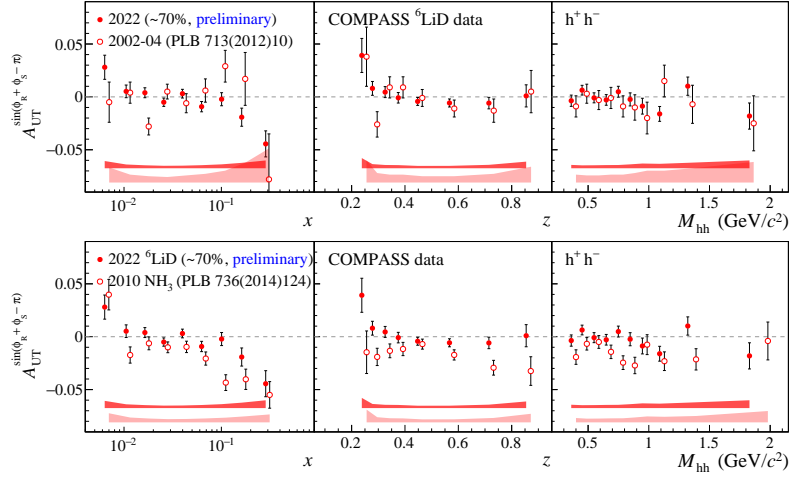 2022 (~70%, preliminary)
2002-04 (PLB 713(2012)10)
COMPASS ⁶LiD data
h⁺ h⁻
A_UT^sin(ϕ_R + ϕ_S − π)
0.05
0
−0.05
10⁻² 10⁻¹
x
0.2 0.4 0.6 0.8
z
0.5 1 1.5 2
M_hh (GeV/c²)
2022 ⁶LiD (~70%, preliminary)
2010 NH₃ (PLB 736(2014)124)
COMPASS data
h⁺ h⁻
A_UT^sin(ϕ_R + ϕ_S − π)
0.05
0
−0.05
10⁻² 10⁻¹
x
0.2 0.4 0.6 0.8
z
0.5 1 1.5 2
M_hh (GeV/c²)